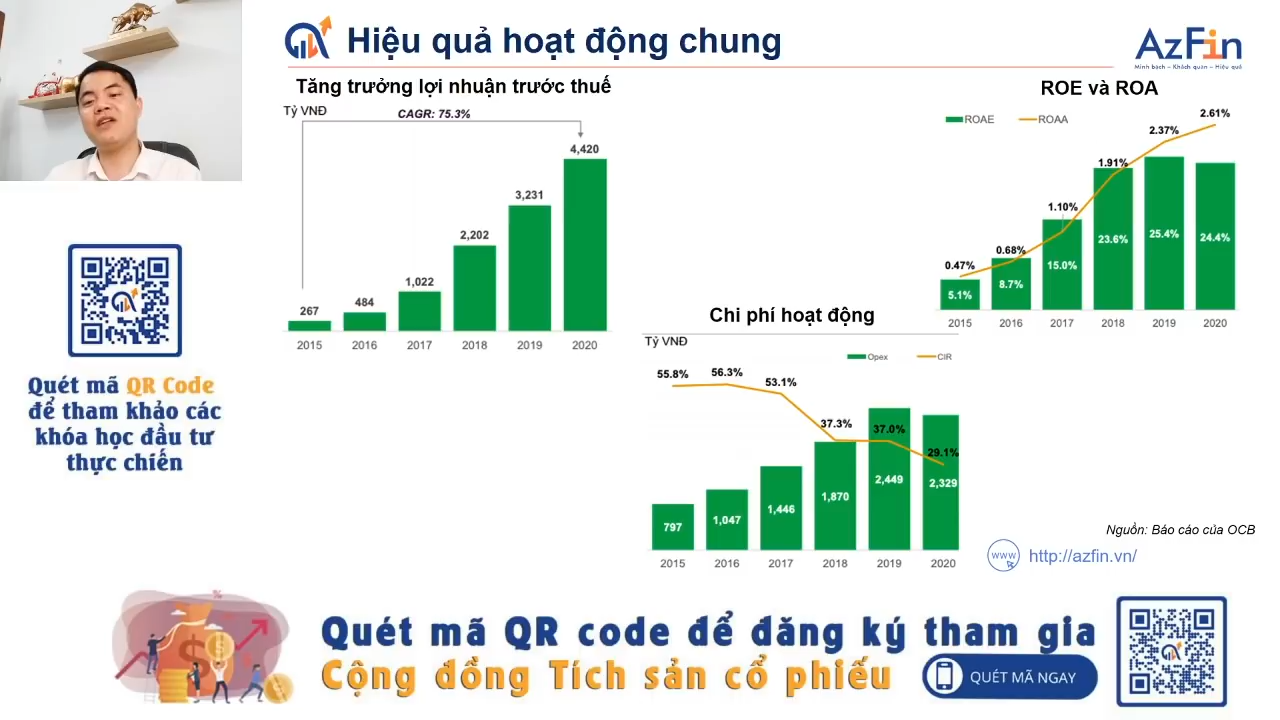 Hiệu quả hoạt động chung
AzFin
Minh bạch – Khách quan – Hiệu quả
Tăng trưởng lợi nhuận trước thuế
Tỷ VNĐ
CAGR: 75.3%
267
484
1,022
2,202
3,231
4,420
2015 2016 2017 2018 2019 2020
ROE và ROA
ROAE ROAA
0.47%
0.68%
1.10%
1.91%
2.37%
2.61%
5.1%
8.7%
15.0%
23.6%
25.4%
24.4%
2015 2016 2017 2018 2019 2020
Chi phí hoạt động
Tỷ VNĐ
Opex CIR
55.8%
56.3%
53.1%
37.3%
37.0%
29.1%
797
1,047
1,446
1,870
2,449
2,329
2015 2016 2017 2018 2019 2020
Quét mã QR Code
để tham khảo các
khóa học đầu tư
thực chiến
Nguồn: Báo cáo của OCB
www
http://azfin.vn/
Quét mã QR code để đăng ký tham gia
Cộng đồng Tích sản cổ phiếu
QUÉT MÃ NGAY